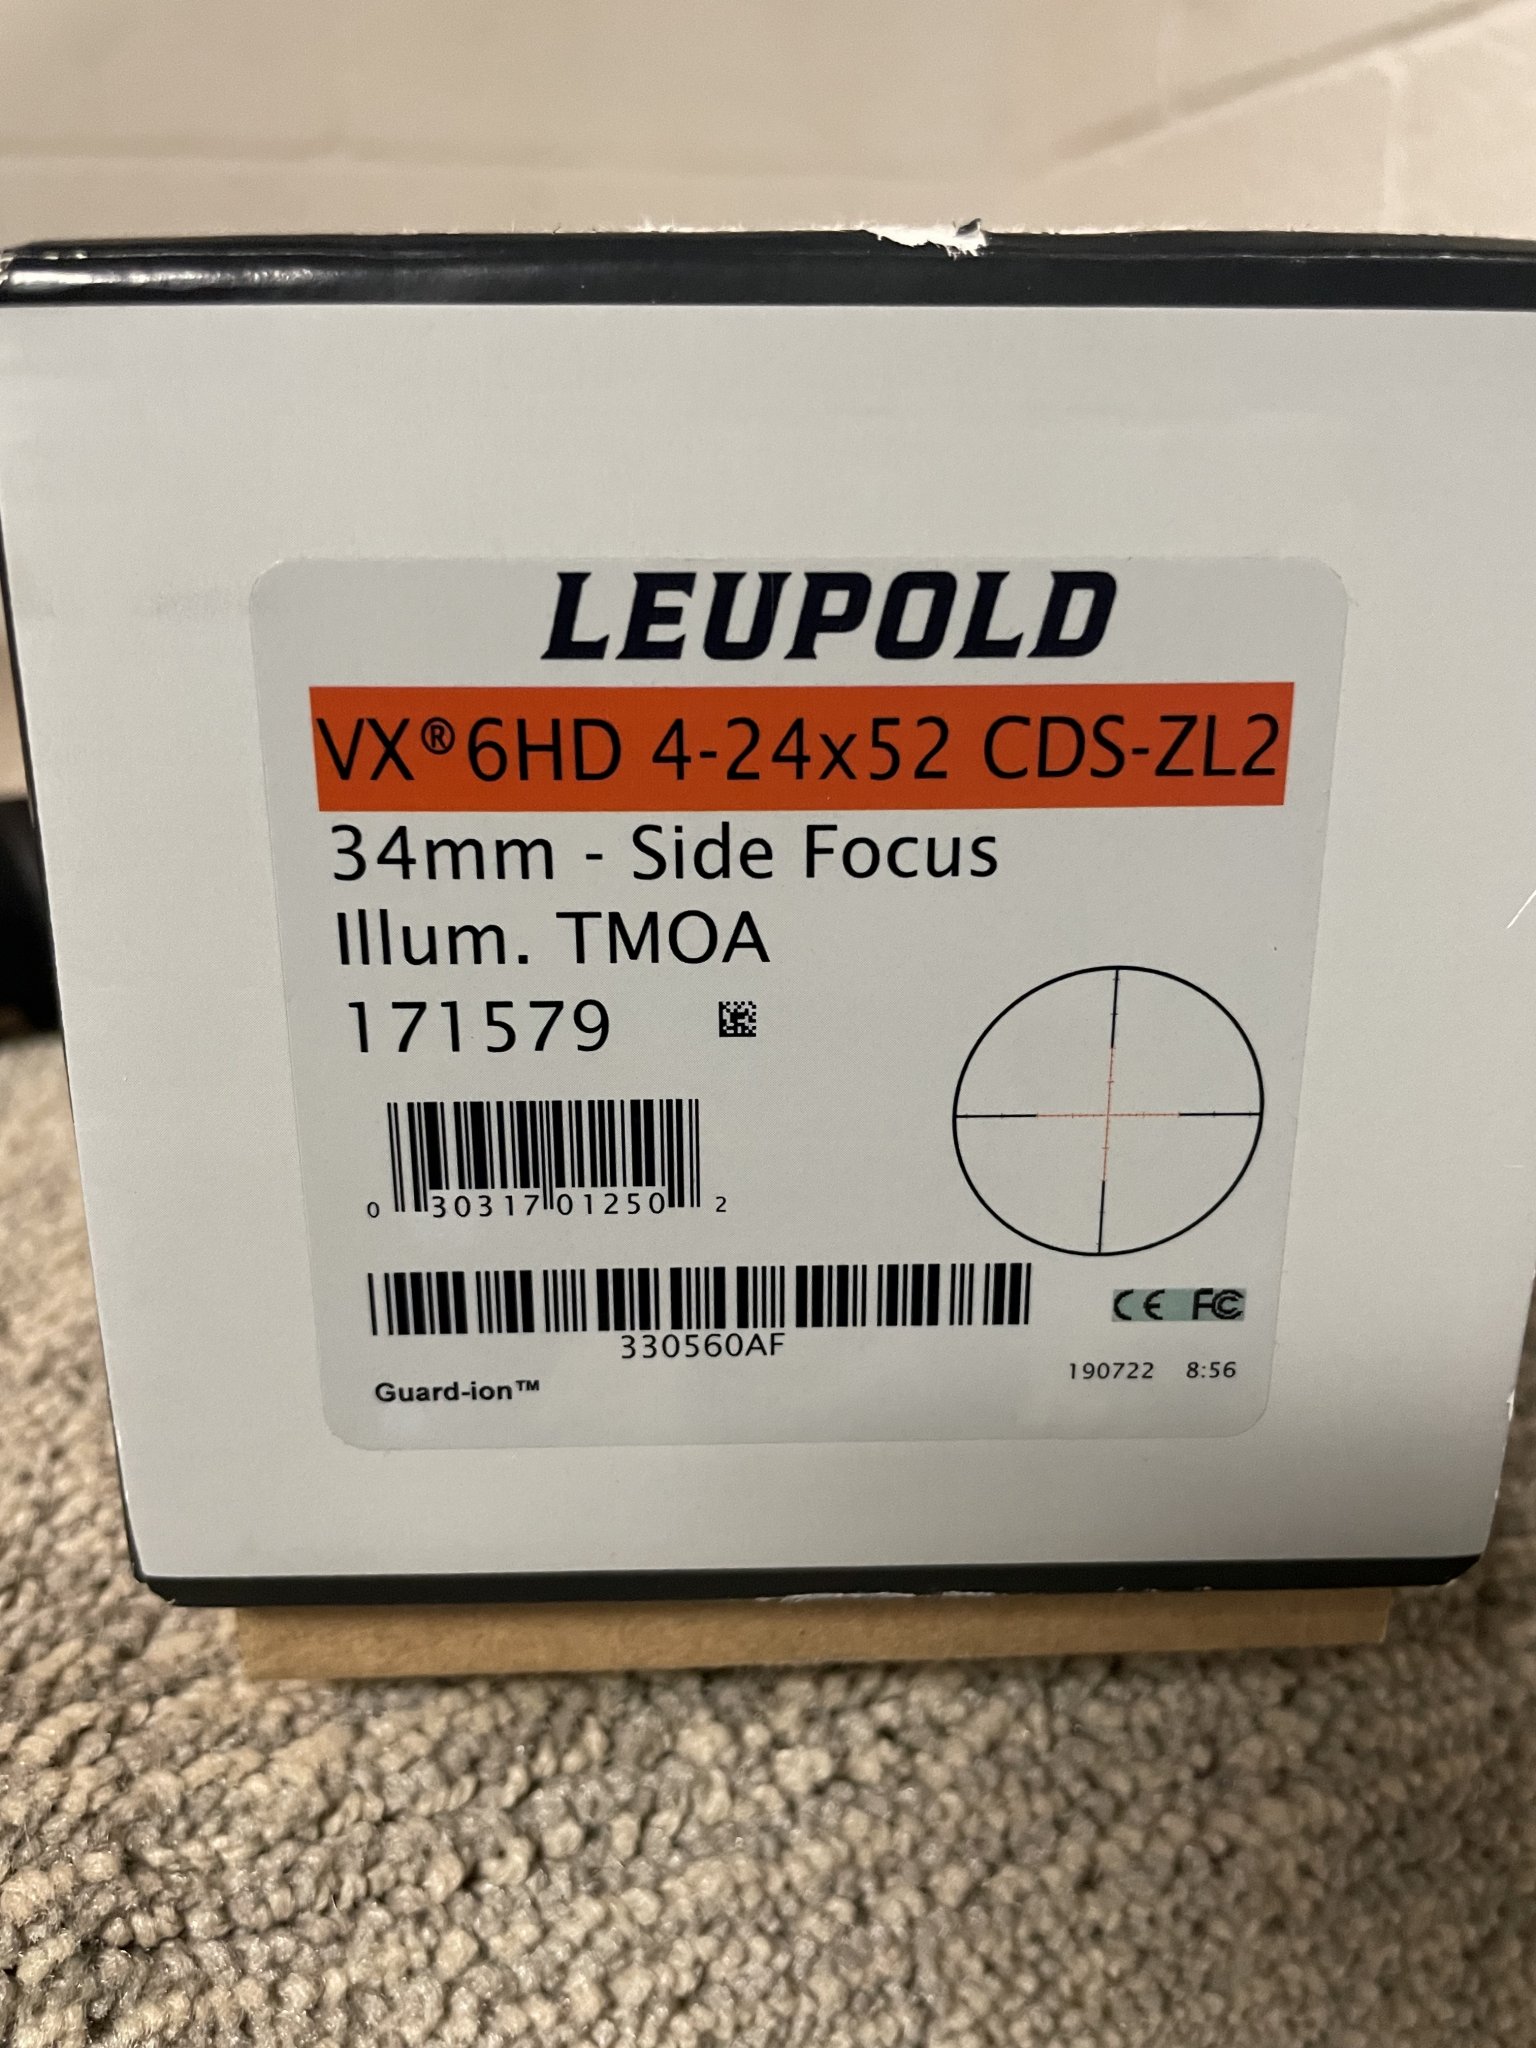 LEUPOLD
VX®6HD 4-24x52 CDS-ZL2
34mm - Side Focus
Illum. TMOA
171579
0 30317 01250 2
330560AF
CE FC
190722 8:56
Guard-ion™